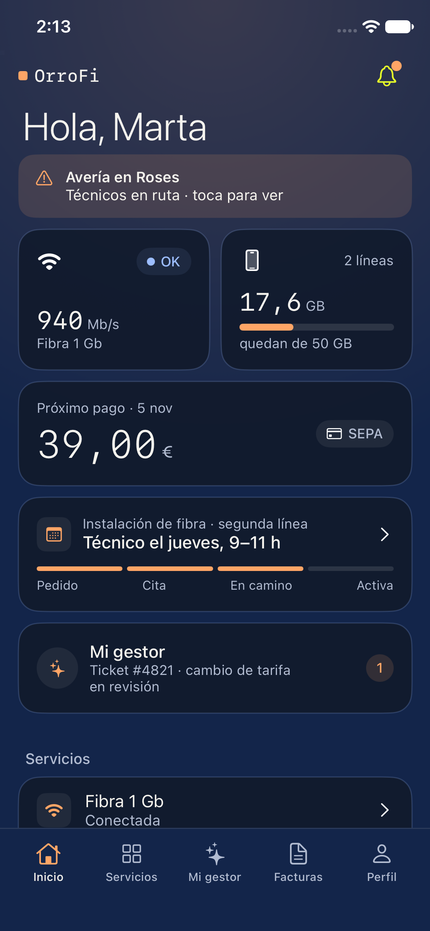 2:13
OrroFi
Hola, Marta
Avería en Roses
Técnicos en ruta · toca para ver
OK
940 Mb/s
Fibra 1 Gb
2 líneas
17,6 GB
quedan de 50 GB
Próximo pago · 5 nov
39,00 €
SEPA
Instalación de fibra · segunda línea
Técnico el jueves, 9–11 h
Pedido Cita En camino Activa
Mi gestor
Ticket #4821 · cambio de tarifa
en revisión
1
Servicios
Fibra 1 Gb
Conectada
Inicio Servicios Mi gestor Facturas Perfil